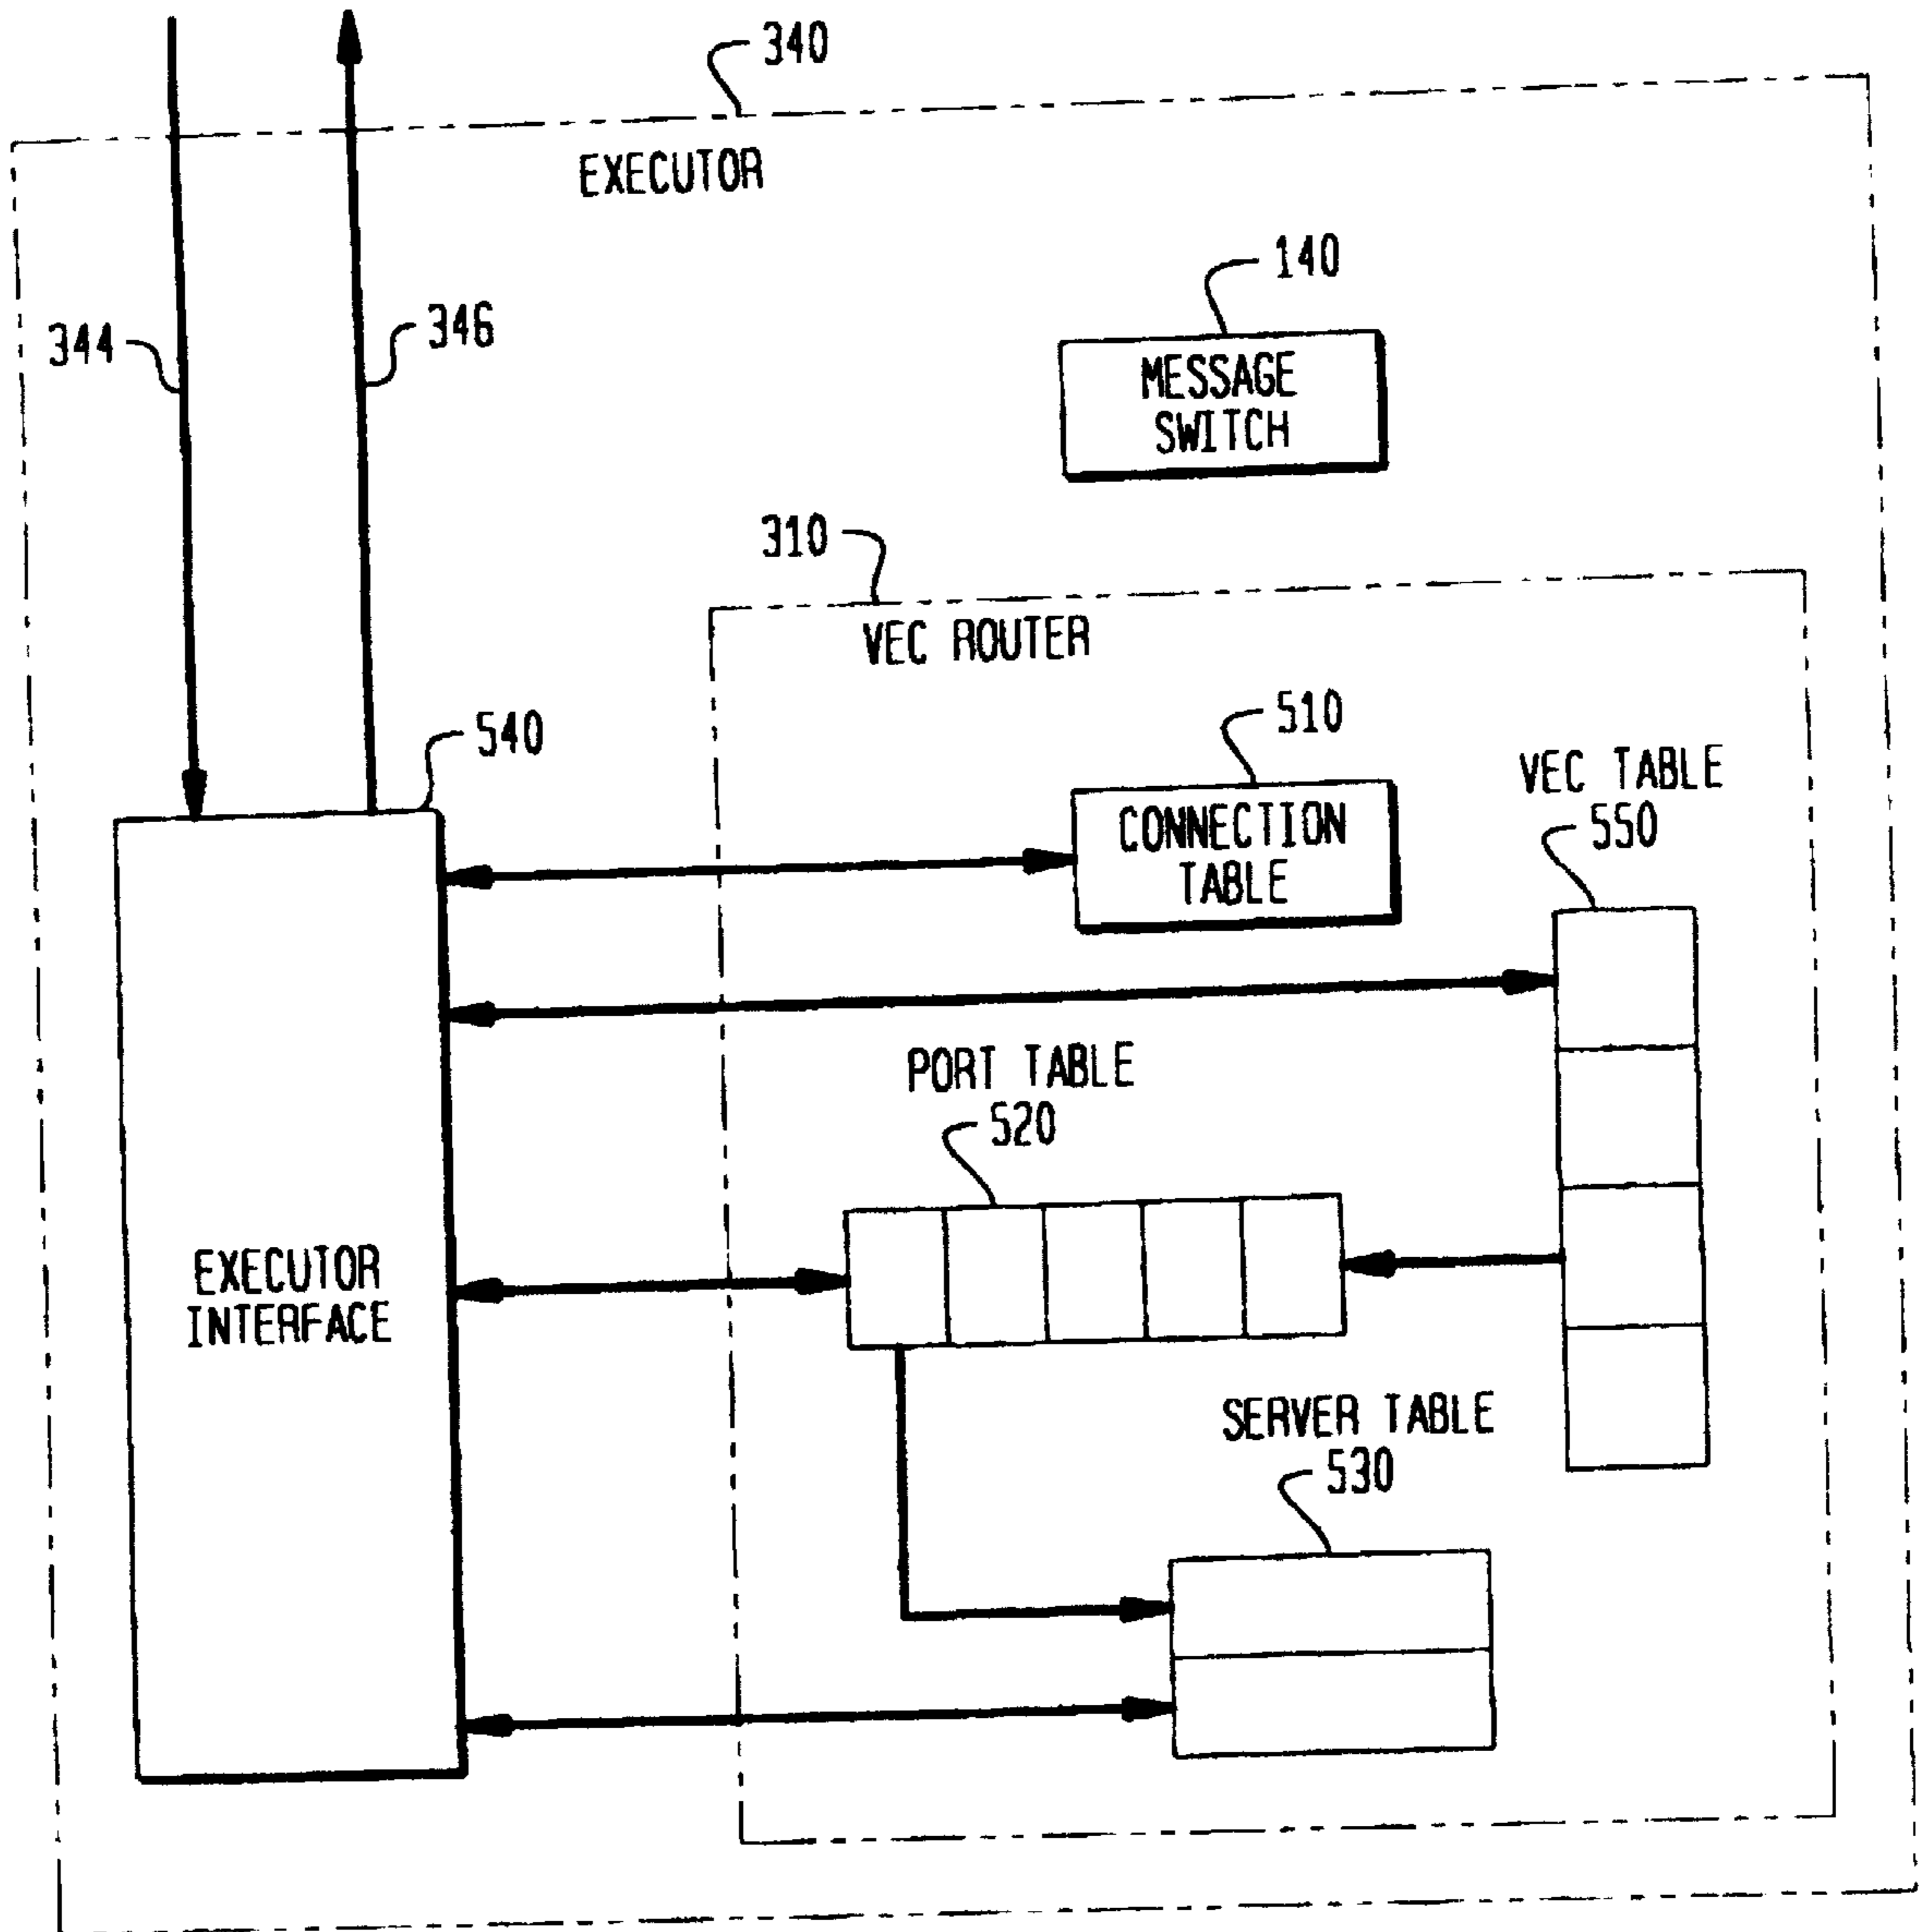 340
EXECUTOR
140
344
346
MESSAGE
SWITCH
310
VEC ROUTER
540
510
VEC TABLE
550
CONNECTION
TABLE
PORT TABLE
520
EXECUTOR
INTERFACE
SERVER TABLE
530